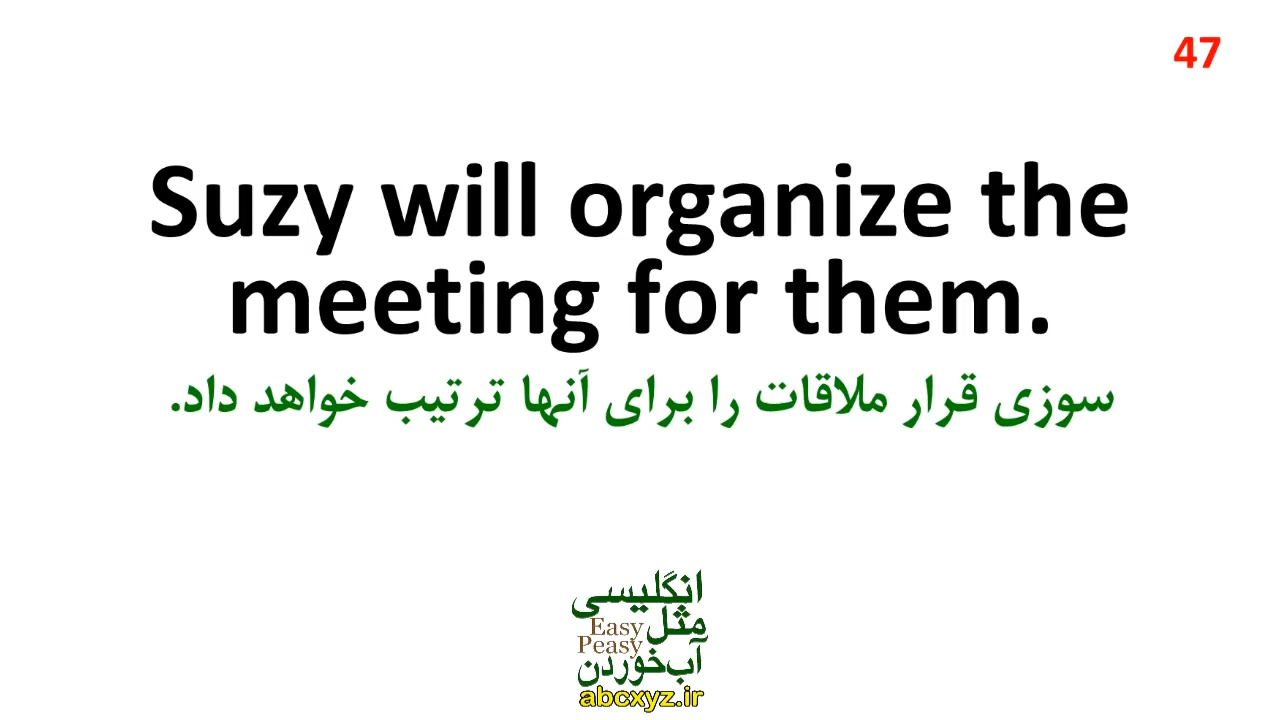 47
Suzy will organize the
meeting for them.
سوزی قرار ملاقات را برای آنها ترتیب خواهد داد.
انگلیسی
مثل Easy
Peasy
آب‌خوردن
abcxyz.ir